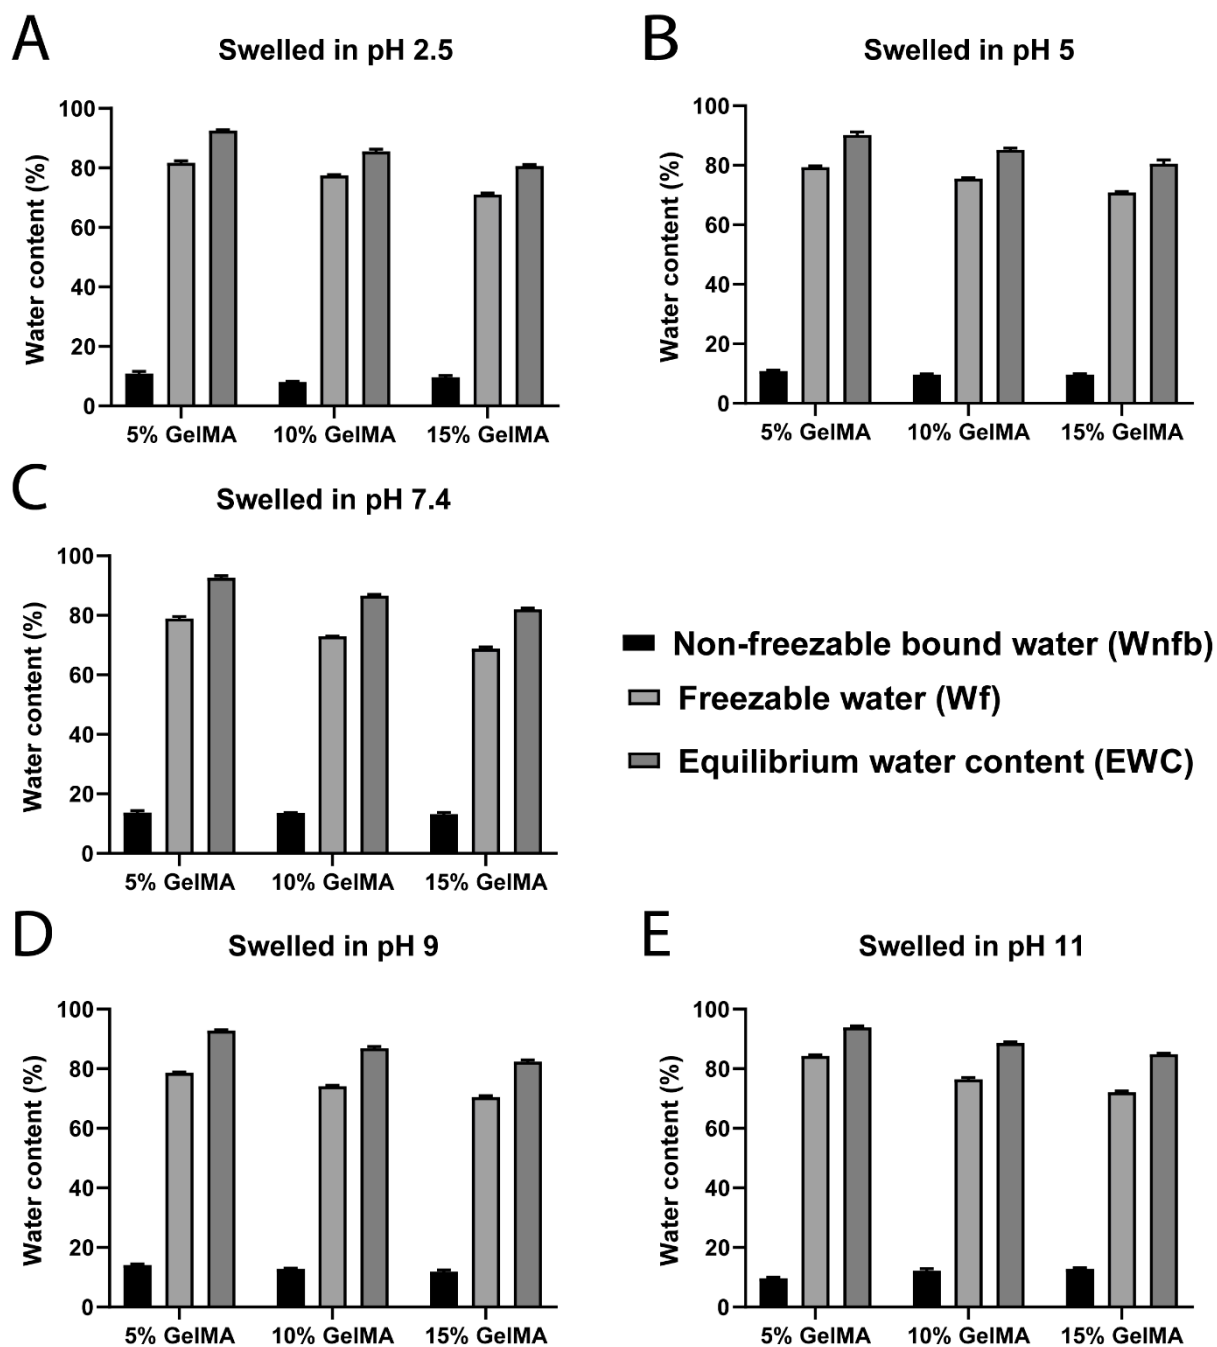 A
Swelled in pH 2.5
Water content (%)
100
80
60
40
20
0
5% GelMA
10% GelMA
15% GelMA
B
Swelled in pH 5
Water content (%)
100
80
60
40
20
0
5% GelMA
10% GelMA
15% GelMA
C
Swelled in pH 7.4
Water content (%)
100
80
60
40
20
0
5% GelMA
10% GelMA
15% GelMA
Non-freezable bound water (Wnfb)
Freezable water (Wf)
Equilibrium water content (EWC)
D
Swelled in pH 9
Water content (%)
100
80
60
40
20
0
5% GelMA
10% GelMA
15% GelMA
E
Swelled in pH 11
Water content (%)
100
80
60
40
20
0
5% GelMA
10% GelMA
15% GelMA